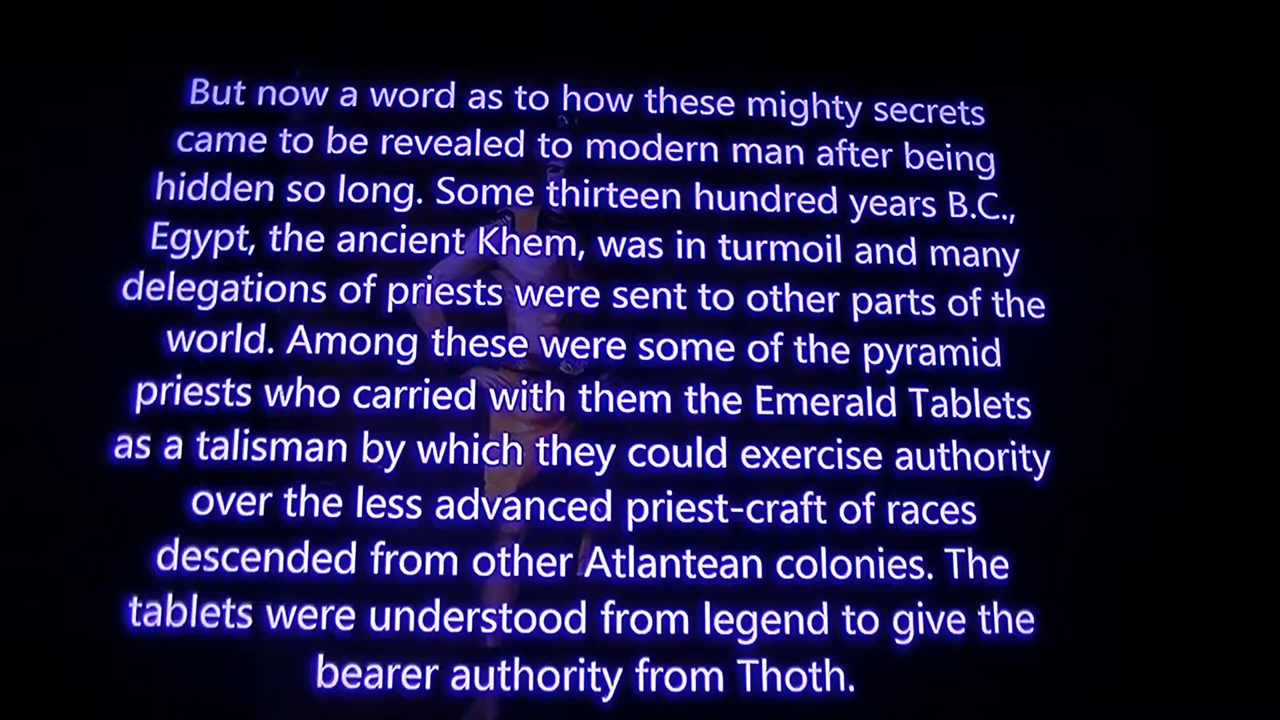 But now a word as to how these mighty secrets
came to be revealed to modern man after being
hidden so long. Some thirteen hundred years B.C.,
Egypt, the ancient Khem, was in turmoil and many
delegations of priests were sent to other parts of the
world. Among these were some of the pyramid
priests who carried with them the Emerald Tablets
as a talisman by which they could exercise authority
over the less advanced priest-craft of races
descended from other Atlantean colonies. The
tablets were understood from legend to give the
bearer authority from Thoth.